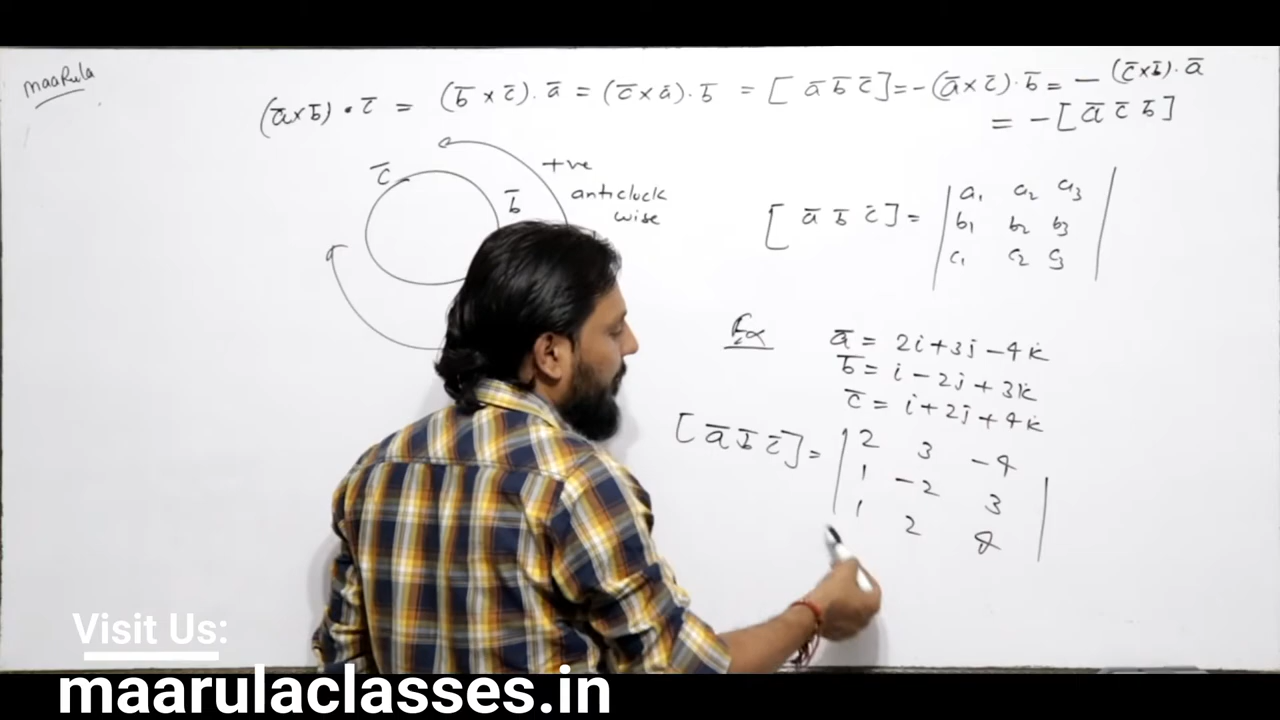 maaRula
(a̅×b̅)·c̅ = (b̅×c̅)·a̅ = (c̅×a̅)·b̅ = [a̅ b̅ c̅] = -(a̅×c̅)·b̅ = -(c̅×b̅)·a̅
= -[a̅ c̅ b̅]
c̅
b̅
+ve
anticlock
wise
[a̅ b̅ c̅] = | a₁ a₂ a₃ |
| b₁ b₂ b₃ |
| c₁ c₂ c₃ |
Ex
a̅ = 2i+3j-4k
b̅ = i-2j+3k
c̅ = i+2j+4k
[a̅ b̅ c̅] = | 2 3 -4 |
| 1 -2 3 |
| 1 2 4 |
Visit Us:
maarulaclasses.in